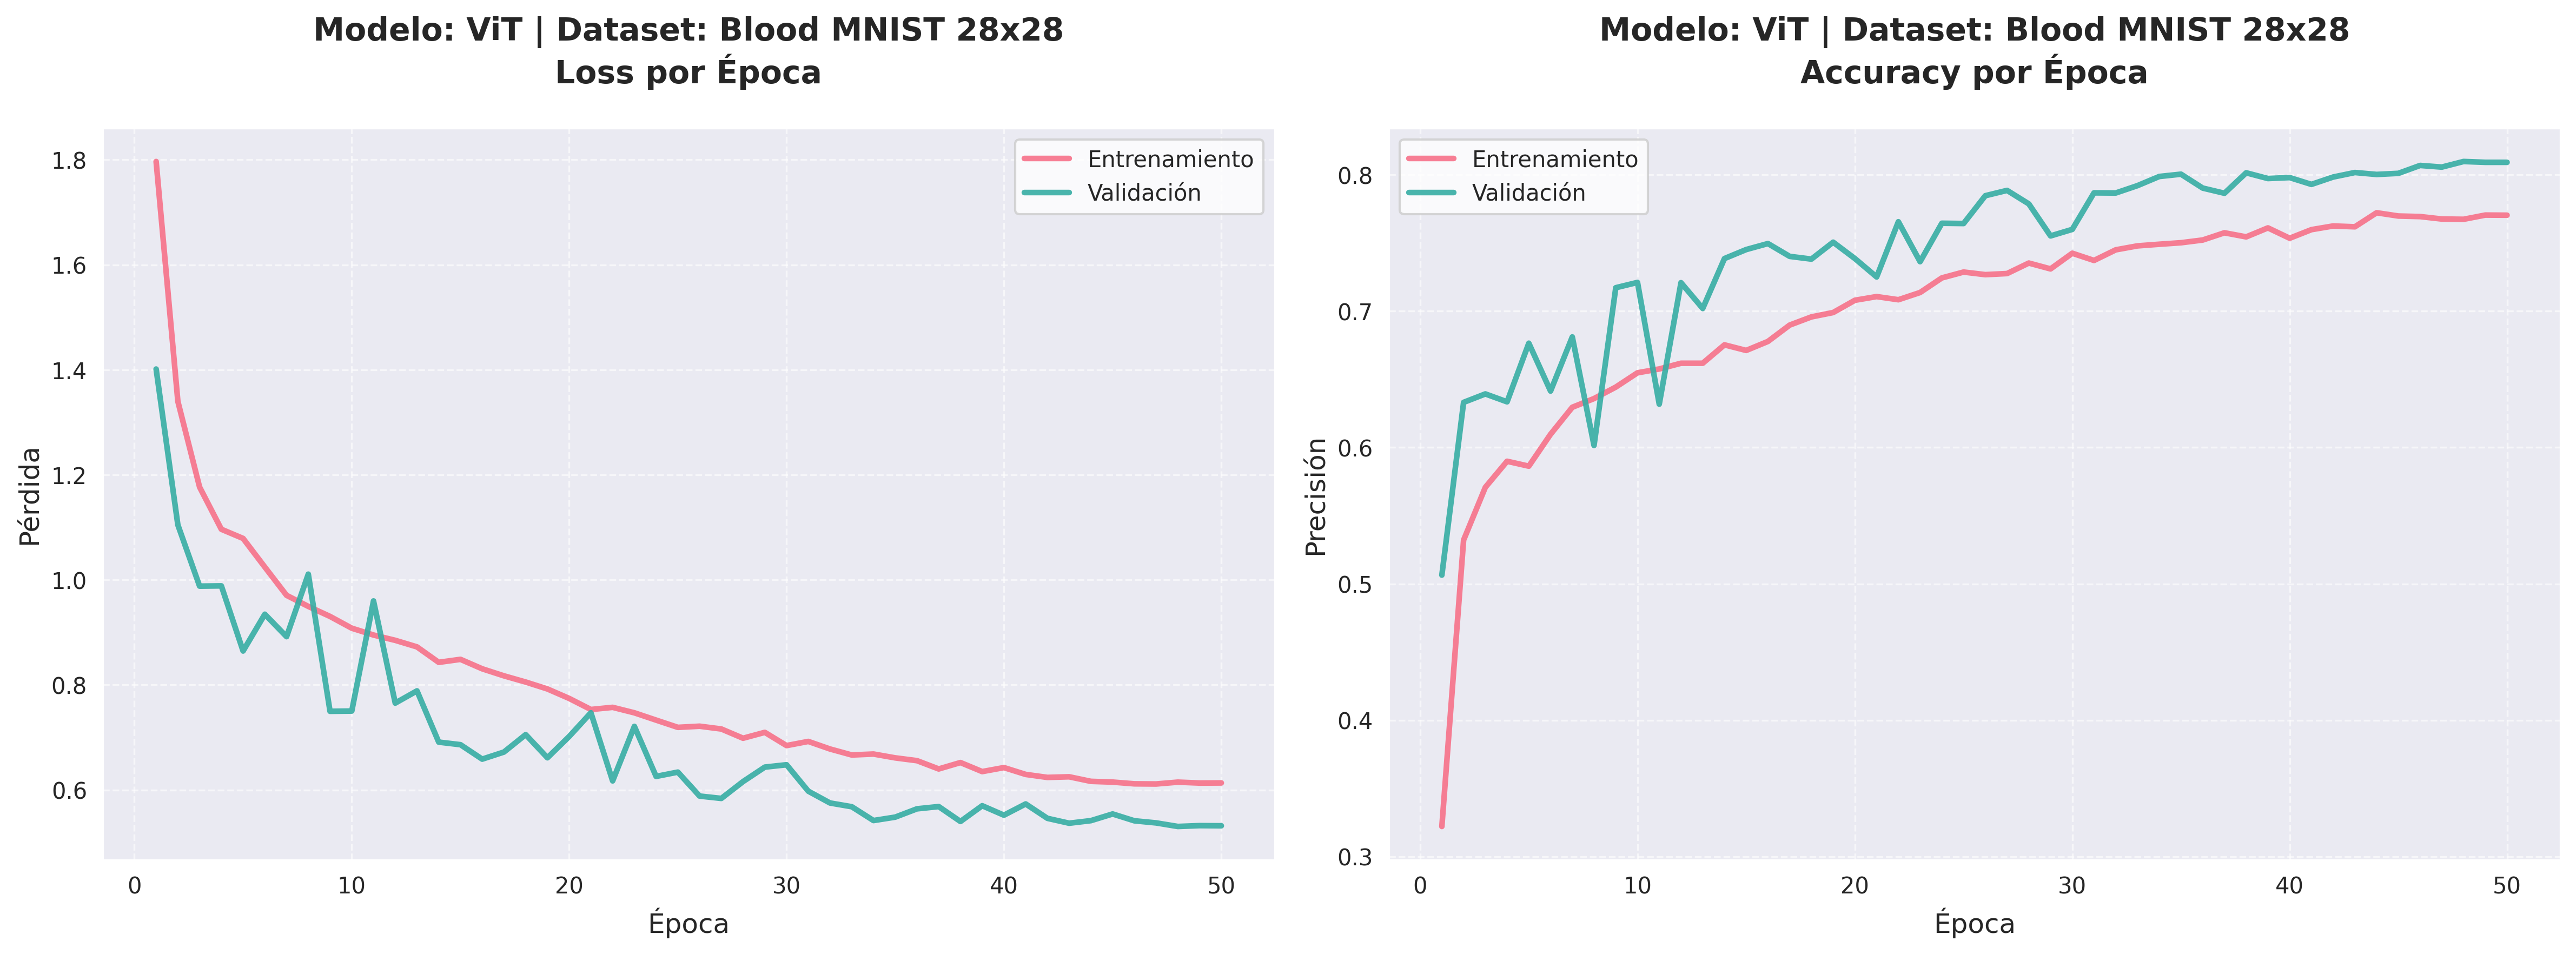 Modelo: ViT | Dataset: Blood MNIST 28x28
Loss por Época
Entrenamiento
Validación
Pérdida
1.8
1.6
1.4
1.2
1.0
0.8
0.6
0
10
20
30
40
50
Época
Modelo: ViT | Dataset: Blood MNIST 28x28
Accuracy por Época
Entrenamiento
Validación
Precisión
0.8
0.7
0.6
0.5
0.4
0.3
0
10
20
30
40
50
Época